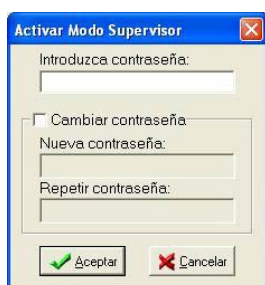 Activar Modo Supervisor
Introduzca contraseña:
Cambiar contraseña
Nueva contraseña:
Repetir contraseña:
Aceptar
Cancelar